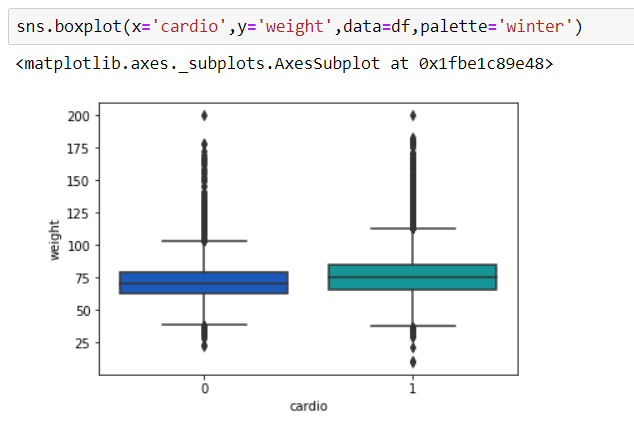 sns.boxplot(x='cardio',y='weight',data=df,palette='winter')
<matplotlib.axes._subplots.AxesSubplot at 0x1fbe1c89e48>
200
175
150
125
100
75
50
25
weight
0 1
cardio